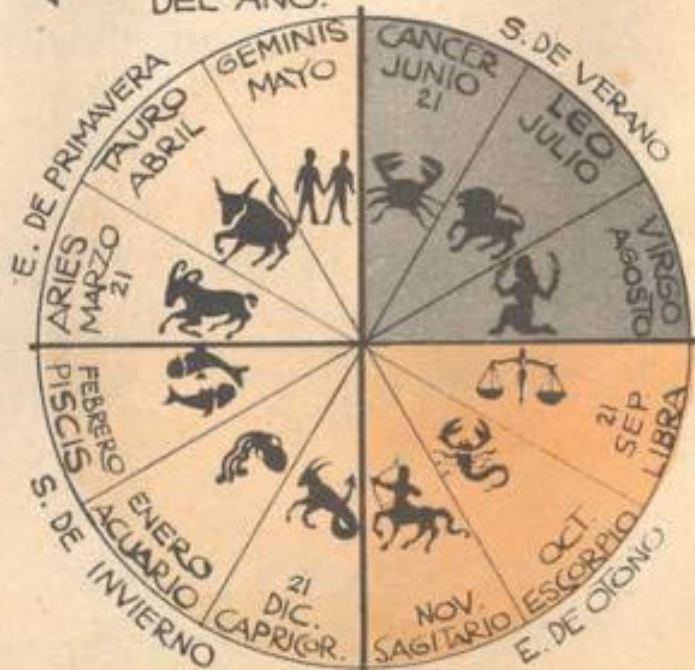 DEL AÑO.
E. DE PRIMAVERA
S. DE VERANO
GEMINIS
MAYO
CANCER
JUNIO
21
TAURO
ABRIL
LEO
JULIO
ARIES
MARZO
21
VIRGO
AGOSTO
FEBRERO
PISCIS
21
SEP
LIBRA
ENERO
ACUARIO
21
DIC.
CAPRICOR.
NOV.
SAGITARIO
OCT.
ESCORPIO
S. DE INVIERNO
E. DE OTOÑO